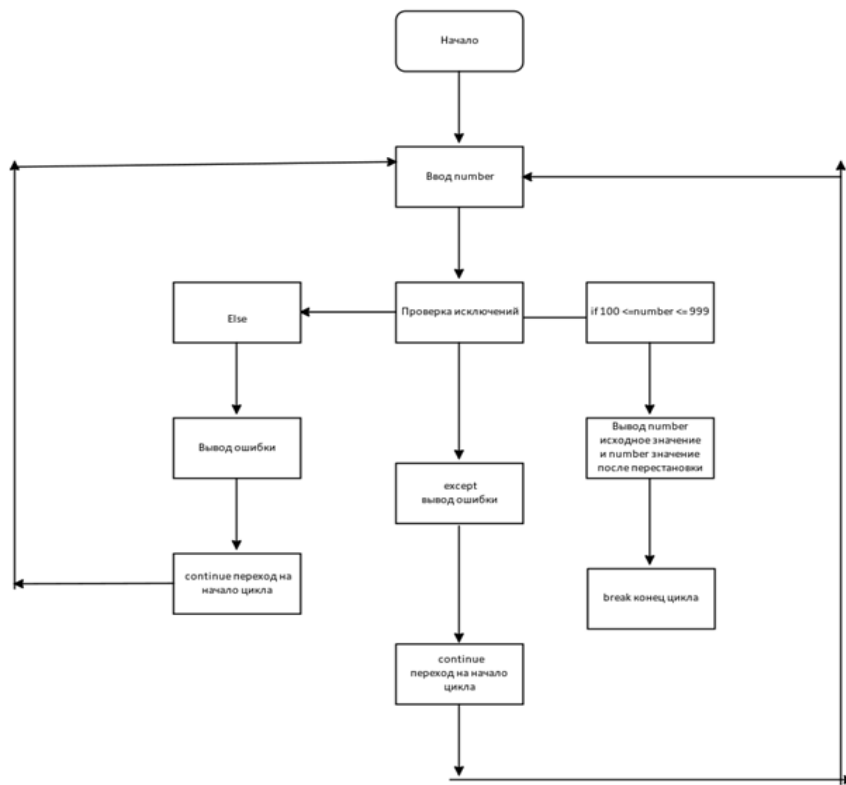 Начало
Ввод number
Else
Проверка исключений
if 100 <=number <= 999
Вывод ошибки
Вывод number
исходное значение
и number значение
после перестановки
except
вывод ошибки
continue переход на
начало цикла
break конец цикла
continue
переход на начало
цикла